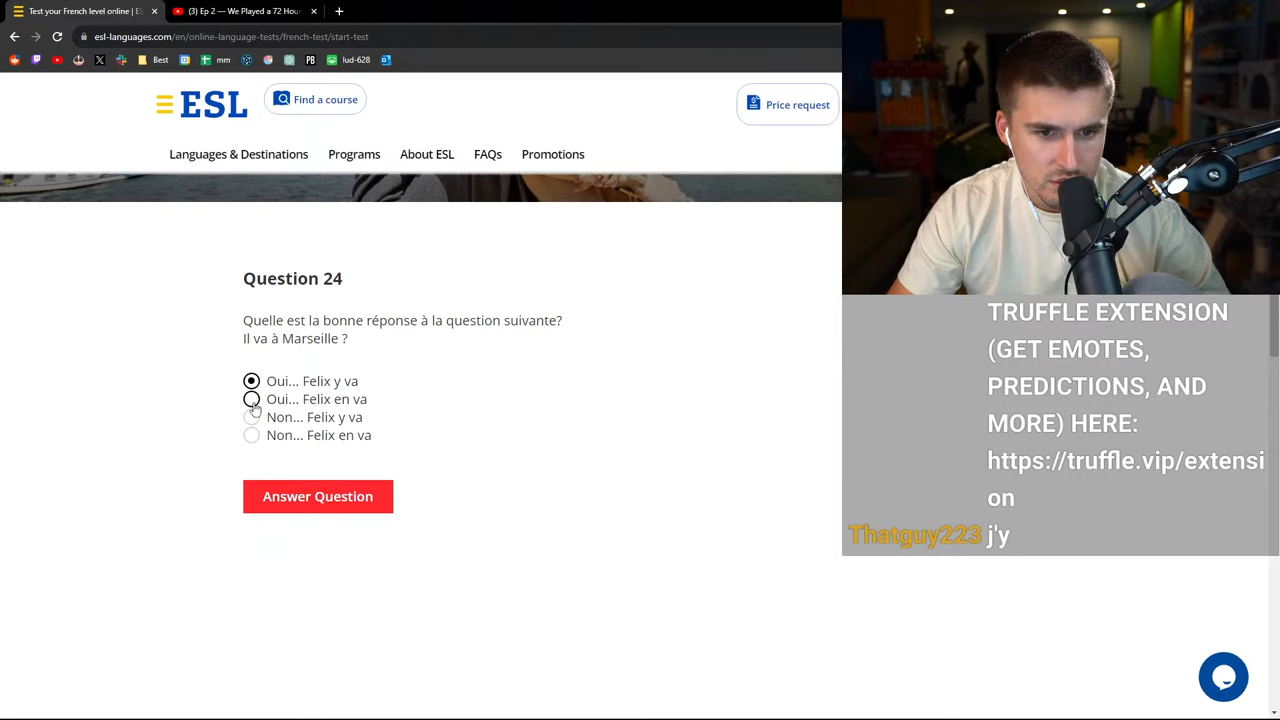 Test your French level online | ES
(3) Ep 2 – We Played a 72 Hour
esl-languages.com/en/online-language-tests/french-test/start-test
Best
mm
PB
lud-628
ESL
Find a course
Price request
Languages & Destinations
Programs
About ESL
FAQs
Promotions
Question 24
Quelle est la bonne réponse à la question suivante?
Il va à Marseille ?
Oui... Felix y va
Oui... Felix en va
Non... Felix y va
Non... Felix en va
Answer Question
TRUFFLE EXTENSION
(GET EMOTES,
PREDICTIONS, AND
MORE) HERE:
https://truffle.vip/extensi
on
Thatguy223 j'y